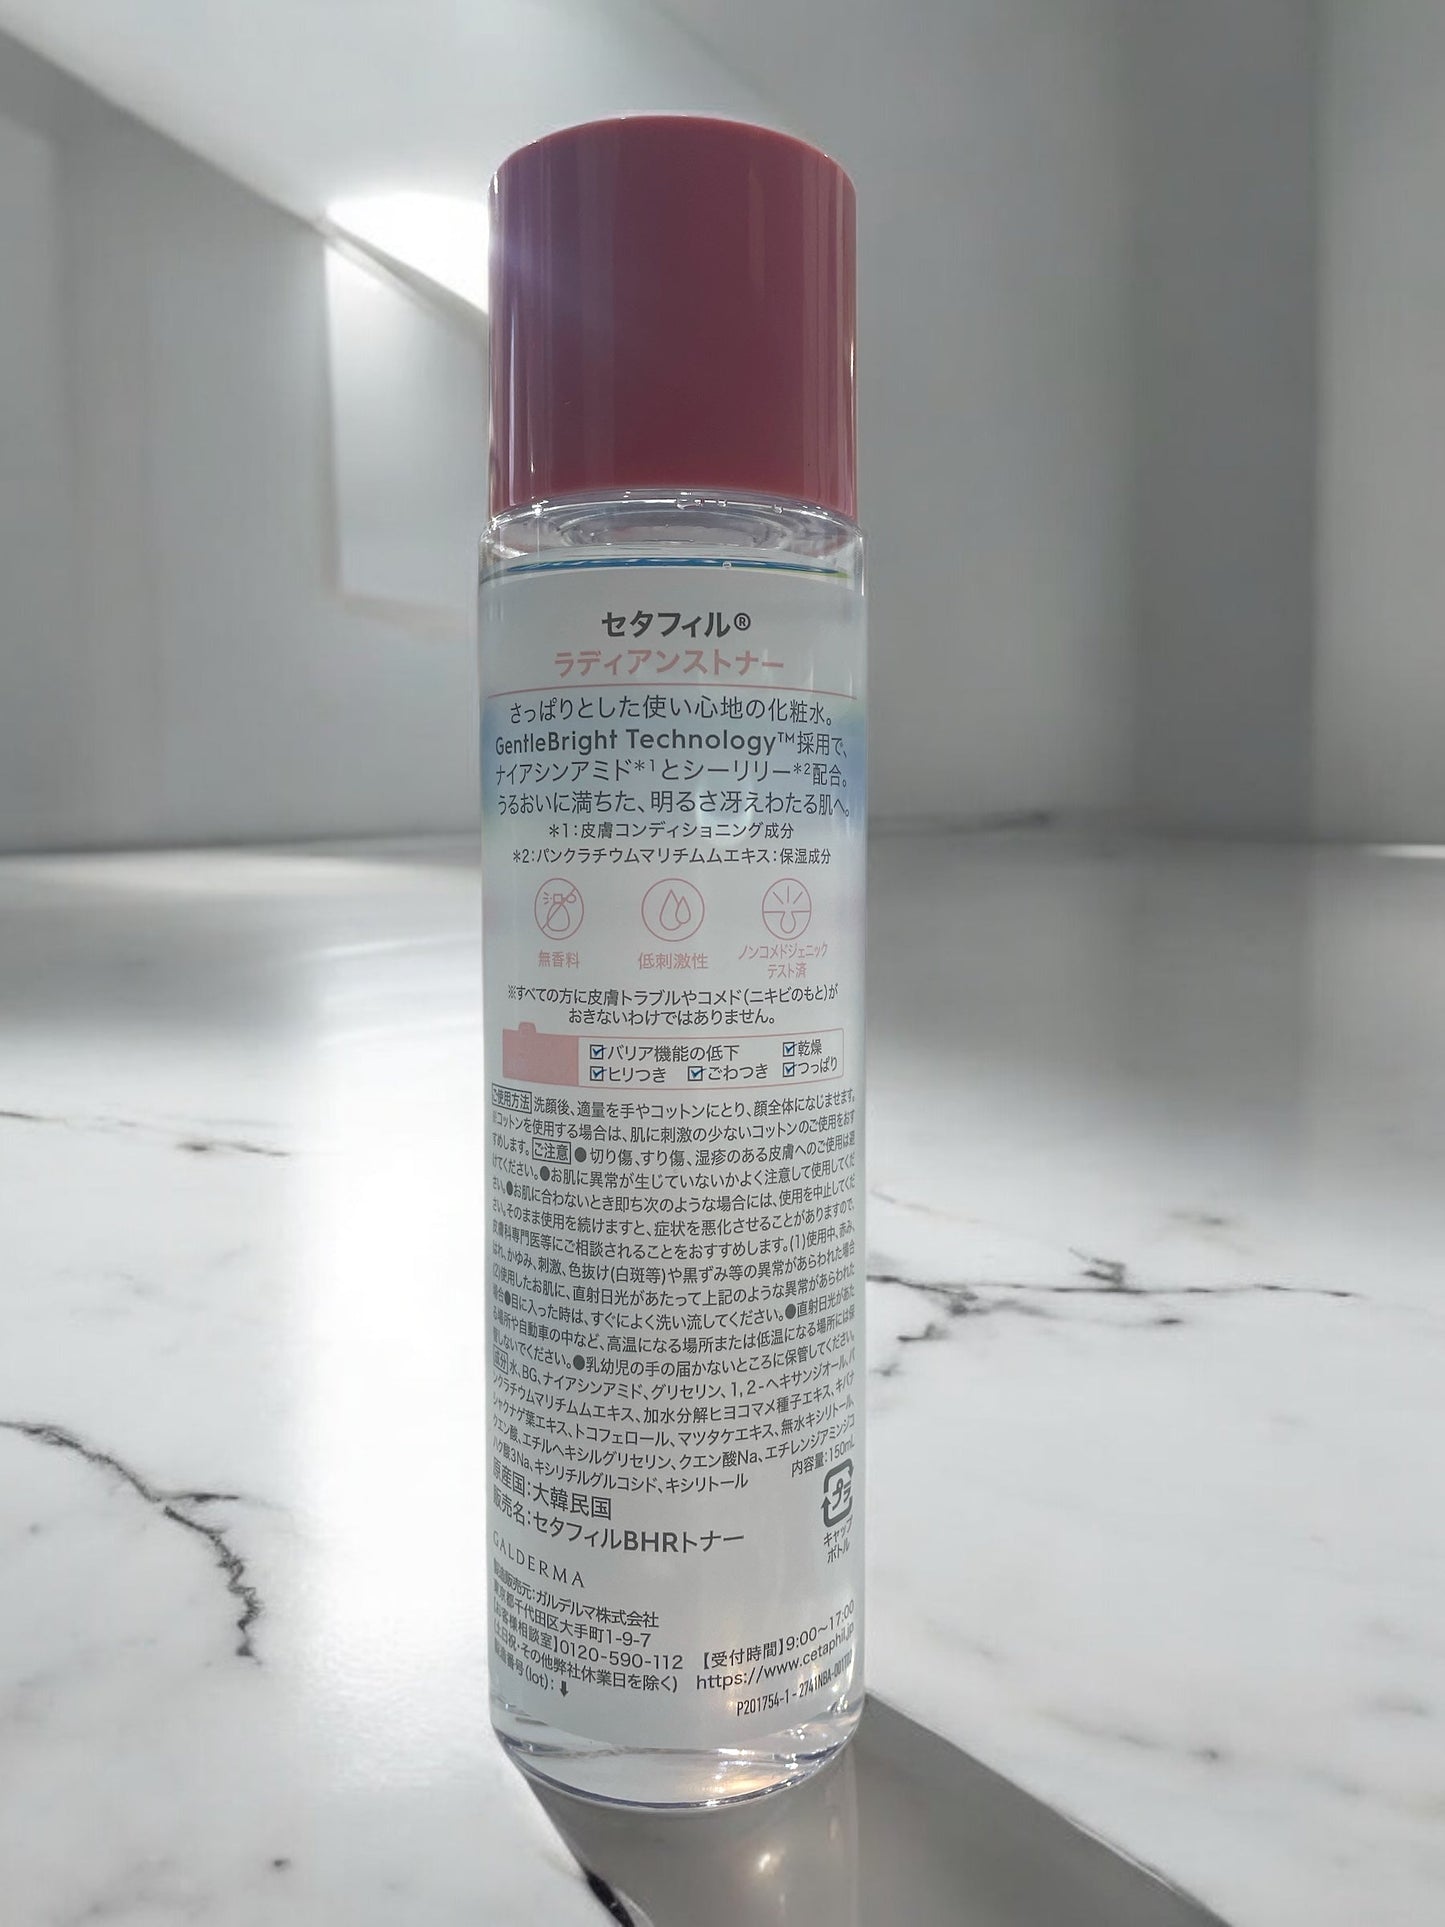 セタフィル®
ラディアンストナー
さっぱりとした使い心地の化粧水。
GentleBright Technology™採用で、
ナイアシンアミド*1とシーリリー*2配合。
うるおいに満ちた、明るさ冴えわたる肌へ。
*1:皮膚コンディショニング成分
*2:パンクラチウムマリチムムエキス:保湿成分
無香料
低刺激性
ノンコメドジェニック
テスト済
※すべての方に皮膚トラブルやコメド(ニキビのもと)が
おきないわけではありません。
☑バリア機能の低下 ☑乾燥
☑ヒリつき ☑ごわつき ☑つっぱり
ご使用方法 洗顔後、適量を手やコットンにとり、顔全体になじませます。
コットンを使用する場合は、肌に刺激の少ないコットンのご使用をおす
すめします。 ご注意 ●切り傷、すり傷、湿疹のある皮膚へのご使用は避
けてください。●お肌に異常が生じていないかよく注意して使用してくだ
さい。●お肌に合わないとき即ち次のような場合には、使用を中止してくだ
さい。そのまま使用を続けますと、症状を悪化させることがありますので、
皮膚科専門医等にご相談されることをおすすめします。(1)使用中、赤み、
はれ、かゆみ、刺激、色抜け(白斑等)や黒ずみ等の異常があらわれた場合
(2)使用したお肌に、直射日光があたって上記のような異常があらわれた
場合●目に入った時は、すぐによく洗い流してください。●直射日光があた
る場所や自動車の中など、高温になる場所または低温になる場所には保
管しないでください。●乳幼児の手の届かないところに保管してください。
成分 水、BG、ナイアシンアミド、グリセリン、1,2-ヘキサンジオール、パ
ンクラチウムマリチムムエキス、加水分解ヒヨコマメ種子エキス、キバナ
シャクナゲ葉エキス、トコフェロール、マツタケエキス、無水キシリトール、
クエン酸、エチルヘキシルグリセリン、クエン酸Na、エチレンジアミンジコ
ハク酸3Na、キシリチルグルコシド、キシリトール
内容量:150mL
原産国:大韓民国
販売名:セタフィルBHRトナー
プラ
キャップ
ボトル
GALDERMA
製造販売元:ガルデルマ株式会社
東京都千代田区大手町1-9-7
【お客様相談室】0120-590-112 【受付時間】9:00〜17:00
(土日祝・その他弊社休業日を除く) https://www.cetaphil.jp
製造番号(lot):⬇
P201754-1 -